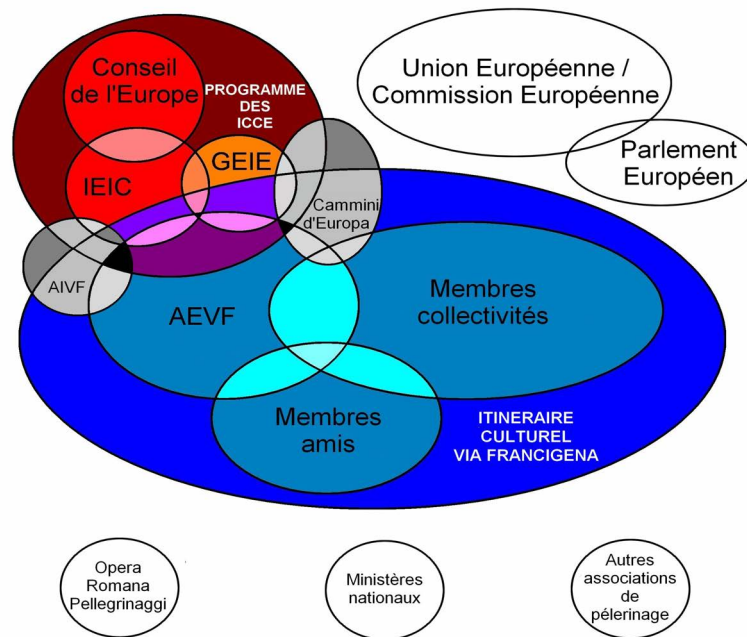 Conseil
de l'Europe
PROGRAMME
DES
ICCE
Union Européenne /
Commission Européenne
Parlement
Européen
IEIC
GEIE
Cammini
d'Europa
AIVF
AEVF
Membres
collectivités
Membres
amis
ITINERAIRE
CULTUREL
VIA FRANCIGENA
Opera
Romana
Pellegrinaggi
Ministères
nationaux
Autres
associations
de
pélerinage